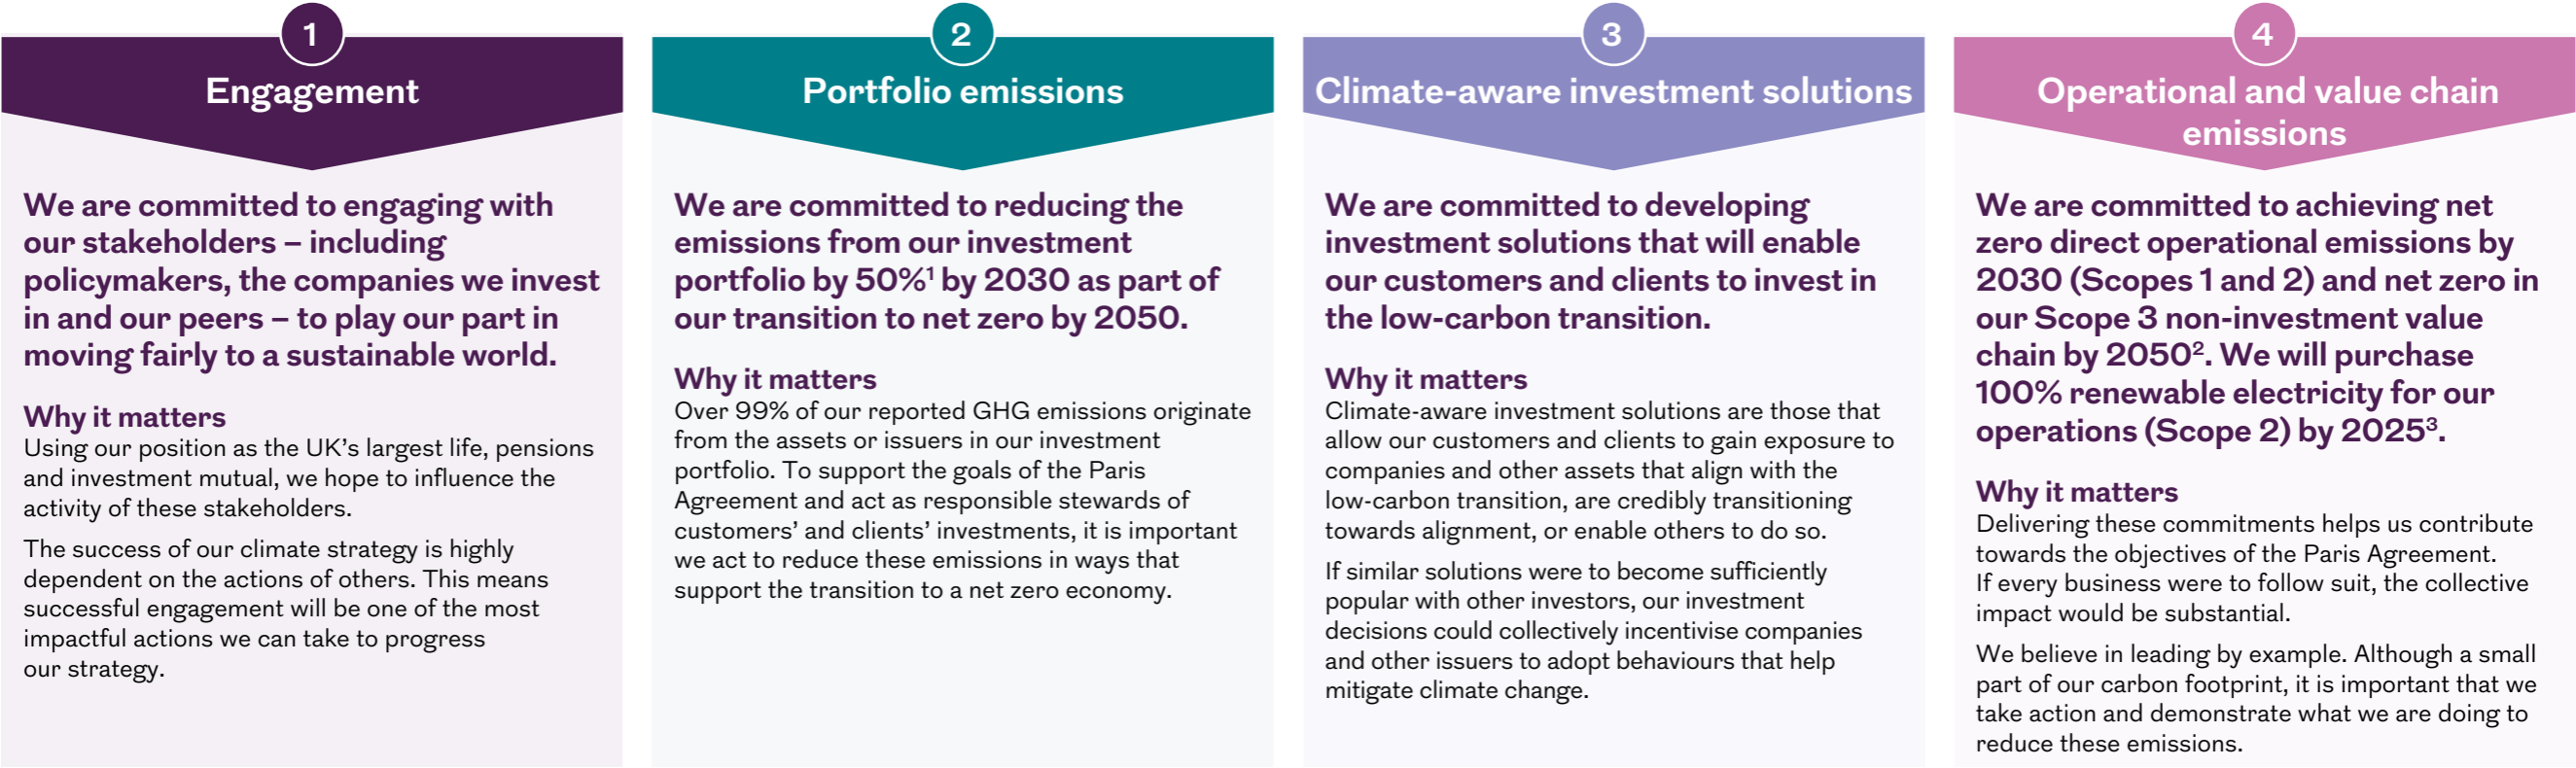 1
Engagement
We are committed to engaging with
our stakeholders – including
policymakers, the companies we invest
in and our peers – to play our part in
moving fairly to a sustainable world.
Why it matters
Using our position as the UK’s largest life, pensions
and investment mutual, we hope to influence the
activity of these stakeholders.
The success of our climate strategy is highly
dependent on the actions of others. This means
successful engagement will be one of the most
impactful actions we can take to progress
our strategy.
2
Portfolio emissions
We are committed to reducing the
emissions from our investment
portfolio by 50%¹ by 2030 as part of
our transition to net zero by 2050.
Why it matters
Over 99% of our reported GHG emissions originate
from the assets or issuers in our investment
portfolio. To support the goals of the Paris
Agreement and act as responsible stewards of
customers’ and clients’ investments, it is important
we act to reduce these emissions in ways that
support the transition to a net zero economy.
3
Climate-aware investment solutions
We are committed to developing
investment solutions that will enable
our customers and clients to invest in
the low-carbon transition.
Why it matters
Climate-aware investment solutions are those that
allow our customers and clients to gain exposure to
companies and other assets that align with the
low-carbon transition, are credibly transitioning
towards alignment, or enable others to do so.
If similar solutions were to become sufficiently
popular with other investors, our investment
decisions could collectively incentivise companies
and other issuers to adopt behaviours that help
mitigate climate change.
4
Operational and value chain
emissions
We are committed to achieving net
zero direct operational emissions by
2030 (Scopes 1 and 2) and net zero in
our Scope 3 non-investment value
chain by 2050². We will purchase
100% renewable electricity for our
operations (Scope 2) by 2025³.
Why it matters
Delivering these commitments helps us contribute
towards the objectives of the Paris Agreement.
If every business were to follow suit, the collective
impact would be substantial.
We believe in leading by example. Although a small
part of our carbon footprint, it is important that we
take action and demonstrate what we are doing to
reduce these emissions.